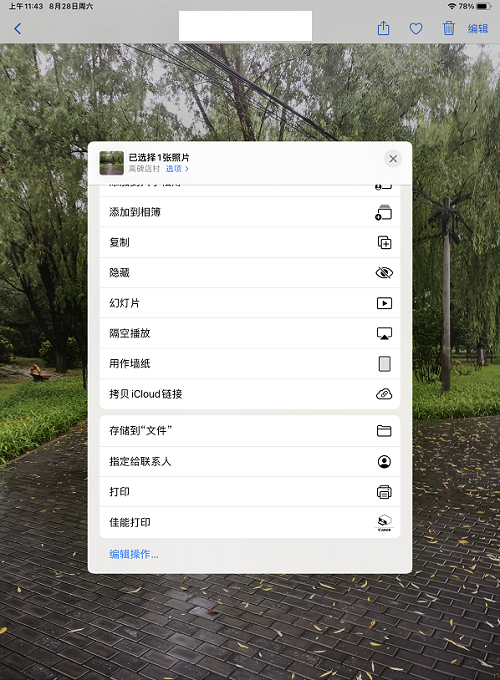 上午11:43 8月28日周六
78%
编辑
已选择 1 张照片
高碑店村 选项 >
添加到相簿
复制
隐藏
幻灯片
隔空播放
用作墙纸
拷贝 iCloud 链接
存储到“文件”
指定给联系人
打印
佳能打印
Canon
编辑操作...